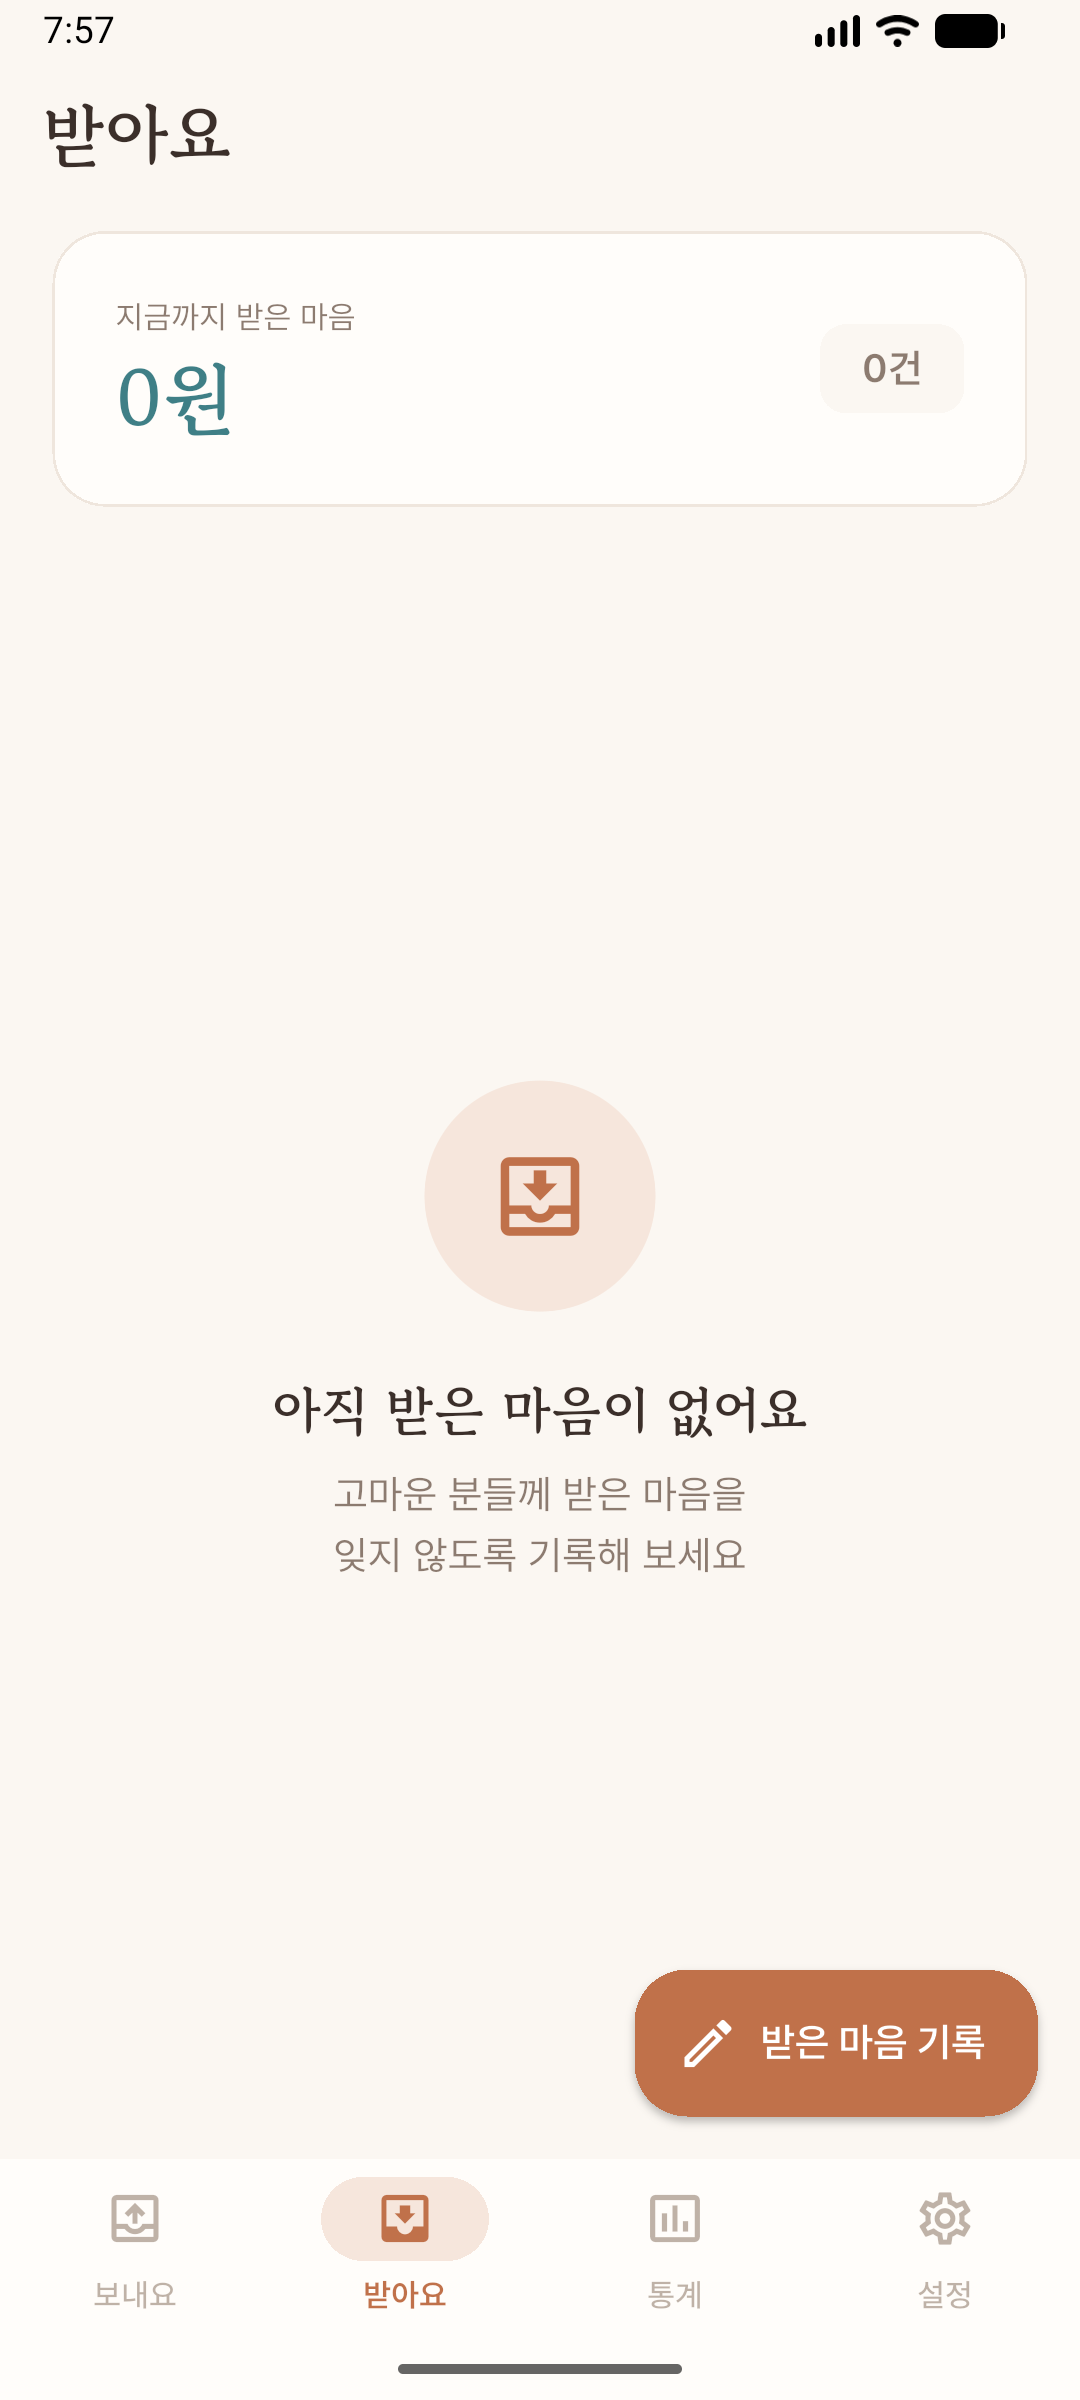 7:57
받아요
지금까지 받은 마음
0원
0건
아직 받은 마음이 없어요
고마운 분들께 받은 마음을
잊지 않도록 기록해 보세요
받은 마음 기록
보내요
받아요
통계
설정